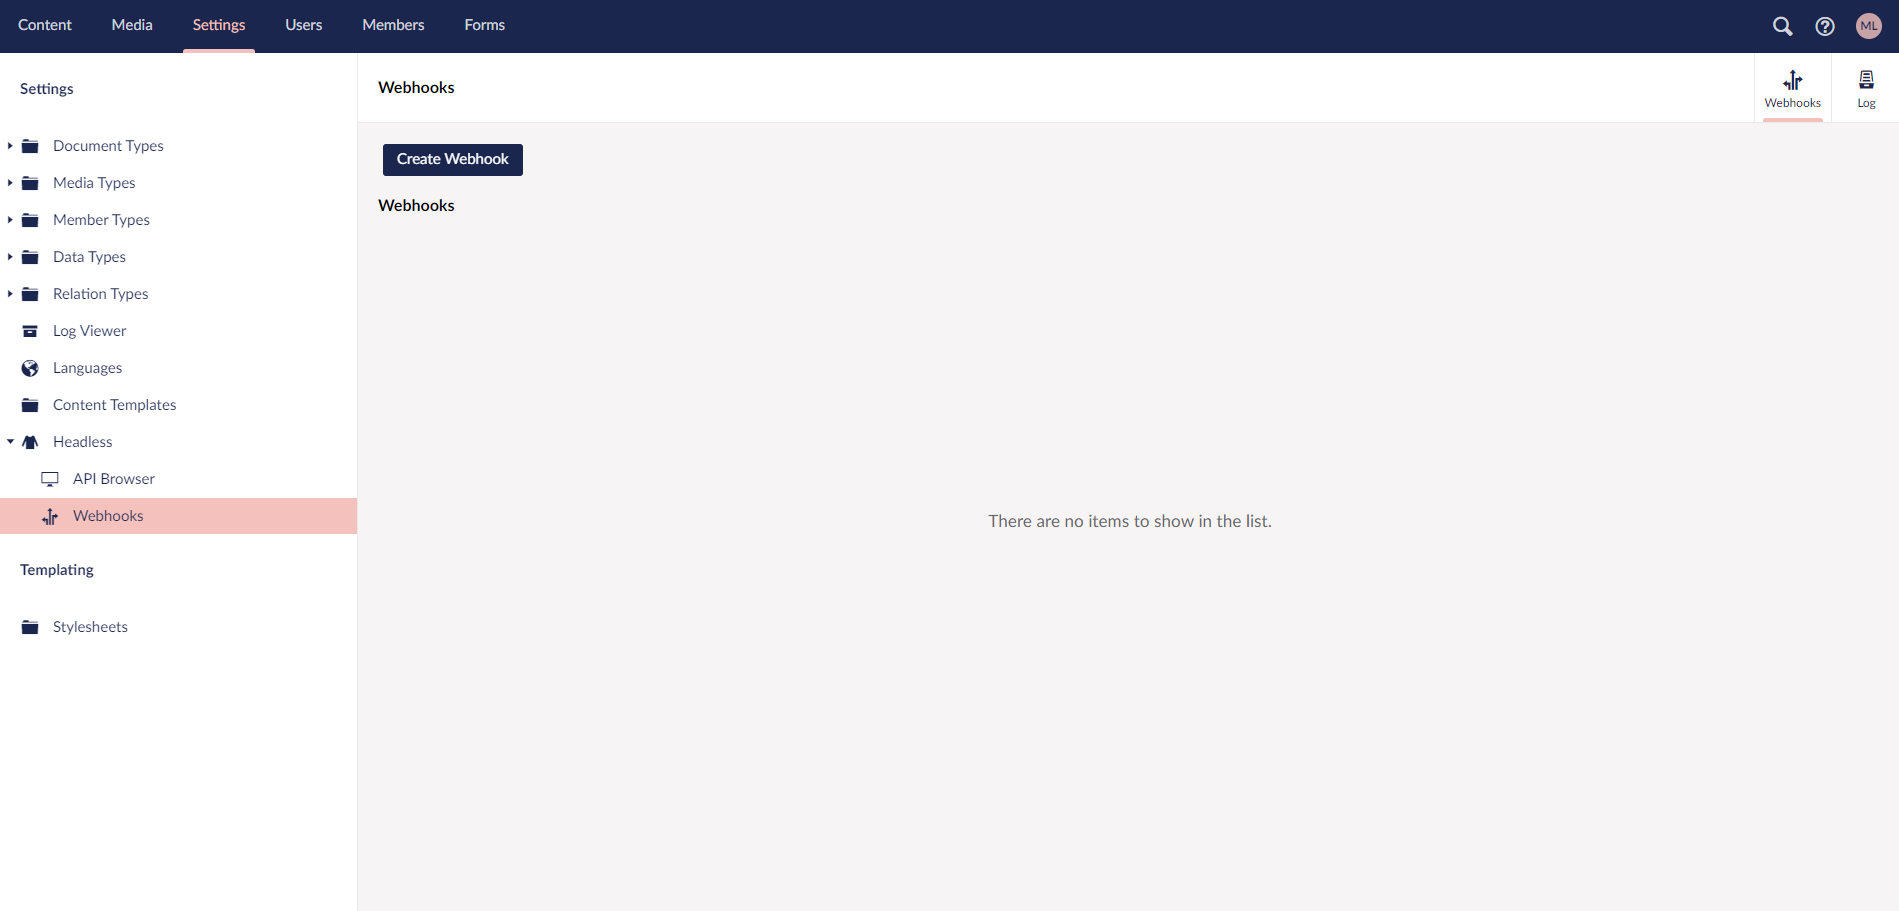 Content Media Settings Users Members Forms
ML
Settings
Document Types
Media Types
Member Types
Data Types
Relation Types
Log Viewer
Languages
Content Templates
Headless
API Browser
Webhooks
Templating
Stylesheets
Webhooks
Webhooks
Log
Create Webhook
Webhooks
There are no items to show in the list.